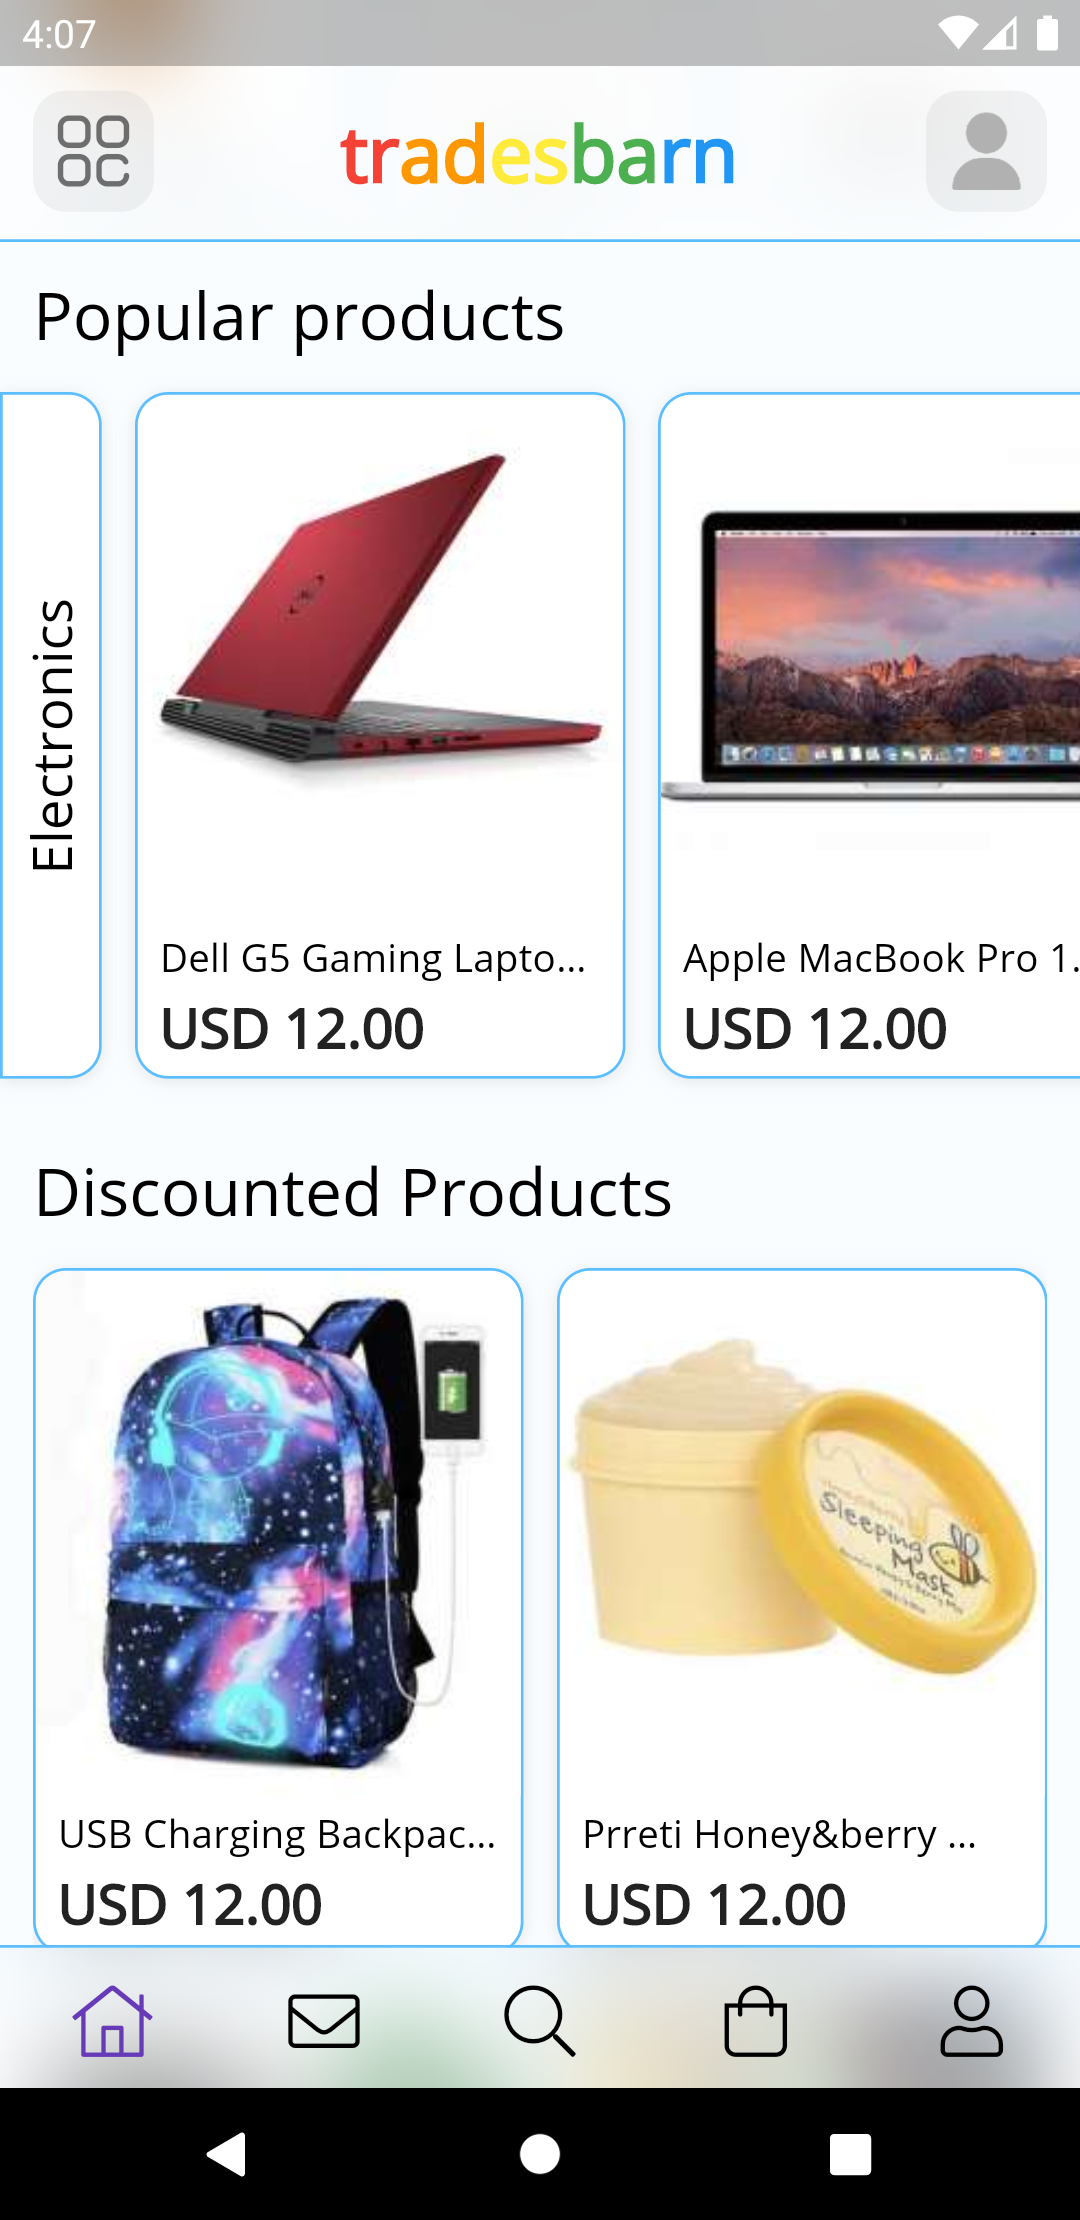 4:07
tradesbarn
Popular products
Electronics
Dell G5 Gaming Lapto...
USD 12.00
Apple MacBook Pro 1.
USD 12.00
Discounted Products
Sleeping
Mask
USB Charging Backpac...
USD 12.00
Prreti Honey&berry ...
USD 12.00